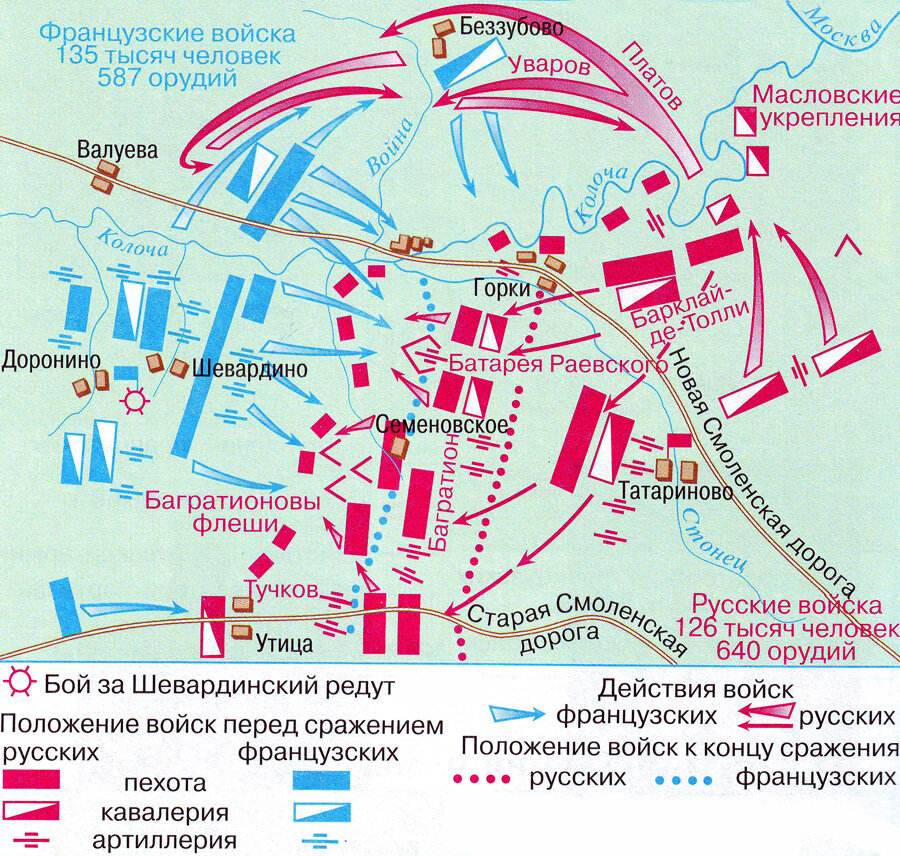 Французские войска
135 тысяч человек
587 орудий
Беззубово
Уваров
Платов
Москва
Масловские
укрепления
Валуева
Война
Колоча
Колоча
Горки
Барклай-
де-Толли
Доронино
Шевардино
Батарея Раевского
Семеновское
Новая Смоленская дорога
Багратионовы
флеши
Багратион
Татариново
Стонец
Тучков
Утица
Старая Смоленская
дорога
Русские войска
126 тысяч человек
640 орудий
Бой за Шевардинский редут
Положение войск перед сражением
русских
французских
пехота
кавалерия
артиллерия
Действия войск
французских
русских
Положение войск к концу сражения
русских
французских